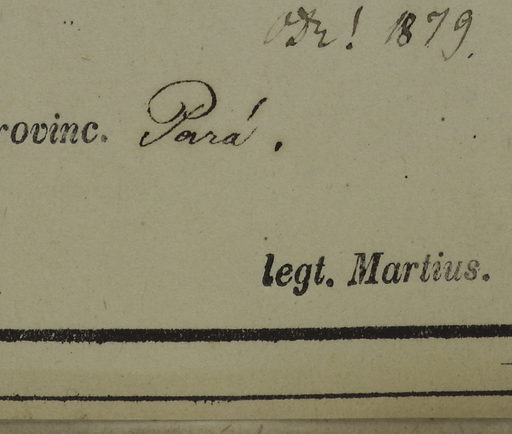 ! 1879.
rovinc. Pará.
legt. Martius.